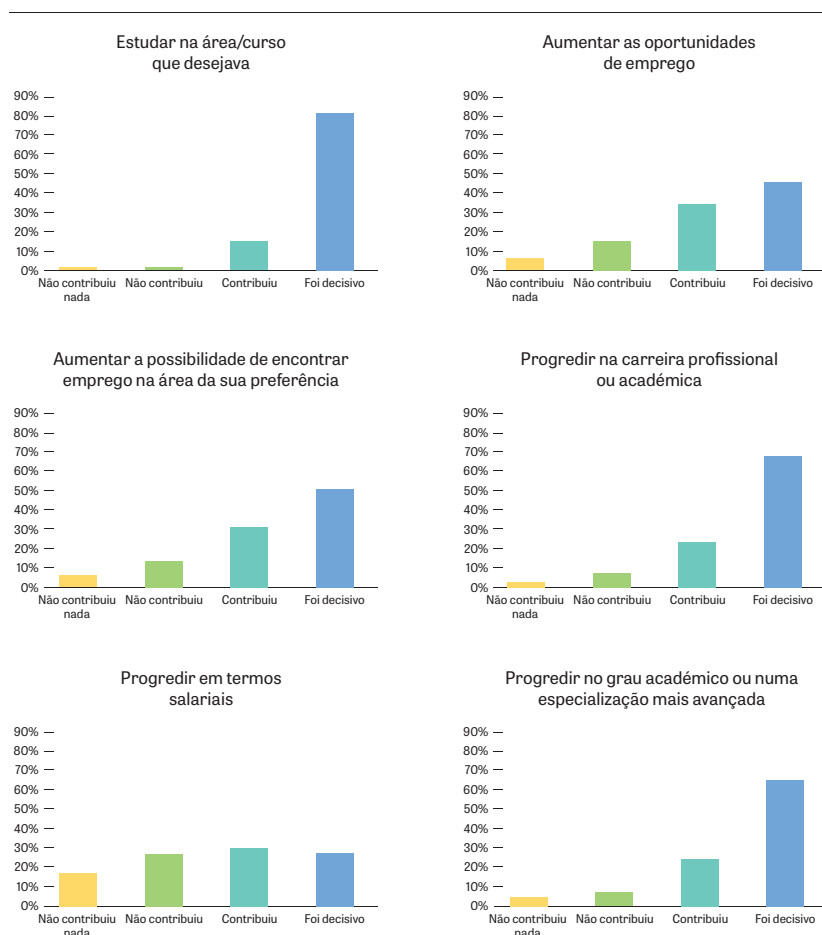 Estudar na área/curso
que desejava
90%
80%
70%
60%
50%
40%
30%
20%
10%
0%
Não contribuiu
nada
Não contribuiu
Contribuiu
Foi decisivo
Aumentar as oportunidades
de emprego
90%
80%
70%
60%
50%
40%
30%
20%
10%
0%
Não contribuiu
nada
Não contribuiu
Contribuiu
Foi decisivo
Aumentar a possibilidade de encontrar
emprego na área da sua preferência
90%
80%
70%
60%
50%
40%
30%
20%
10%
0%
Não contribuiu
nada
Não contribuiu
Contribuiu
Foi decisivo
Progredir na carreira profissional
ou académica
90%
80%
70%
60%
50%
40%
30%
20%
10%
0%
Não contribuiu
nada
Não contribuiu
Contribuiu
Foi decisivo
Progredir em termos
salariais
90%
80%
70%
60%
50%
40%
30%
20%
10%
0%
Não contribuiu
nada
Não contribuiu
Contribuiu
Foi decisivo
Progredir no grau académico ou numa
especialização mais avançada
90%
80%
70%
60%
50%
40%
30%
20%
10%
0%
Não contribuiu
nada
Não contribuiu
Contribuiu
Foi decisivo